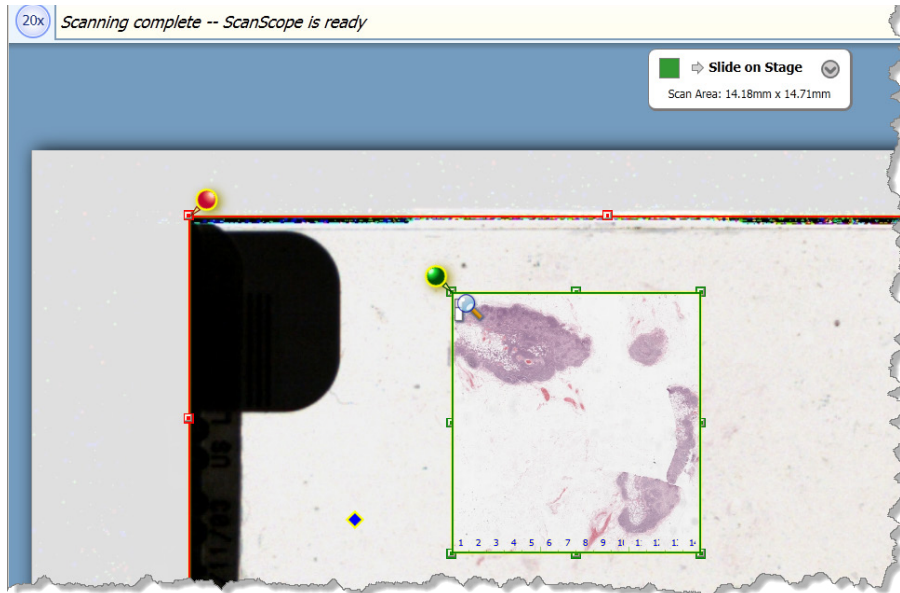 20x Scanning complete -- ScanScope is ready
Slide on Stage
Scan Area: 14.18mm x 14.71mm
1 2 3 4 5 6 7 8 9